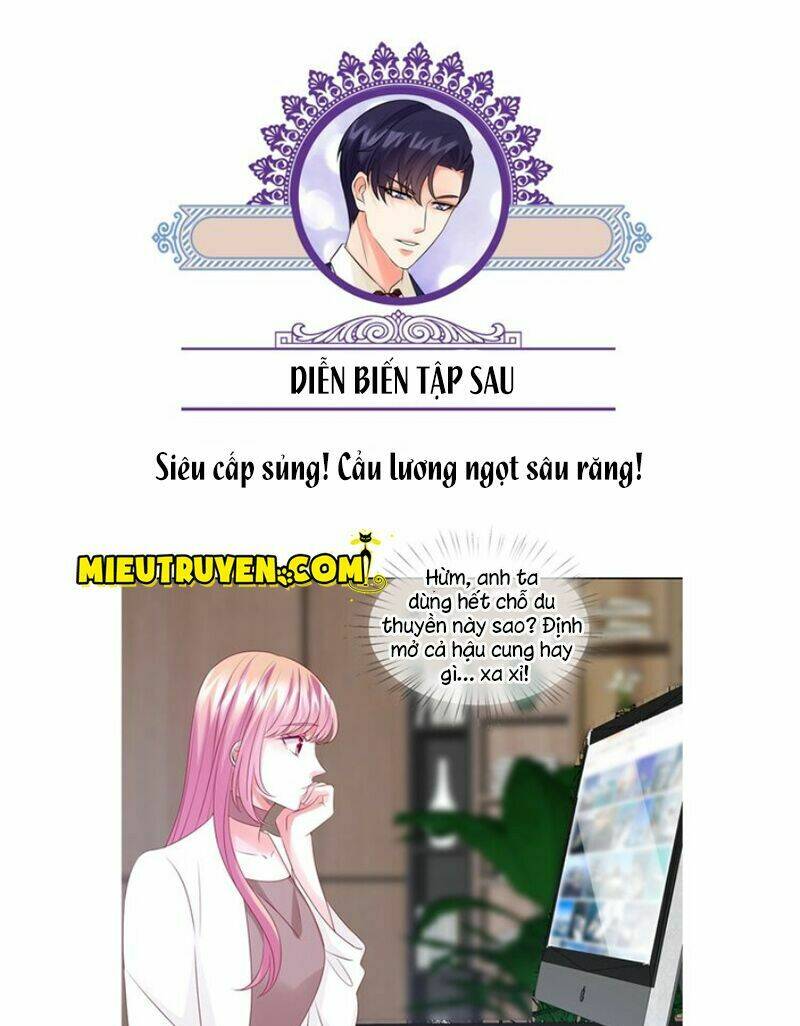 DIỄN BIẾN TẬP SAU
Siêu cấp sủng! Cẩu lương ngọt sâu răng!
MIEUTRUYEN.COM
Hừm, anh ta
dùng hết chỗ du
thuyền này sao? Định
mở cả hậu cung hay
gì... xa xỉ!